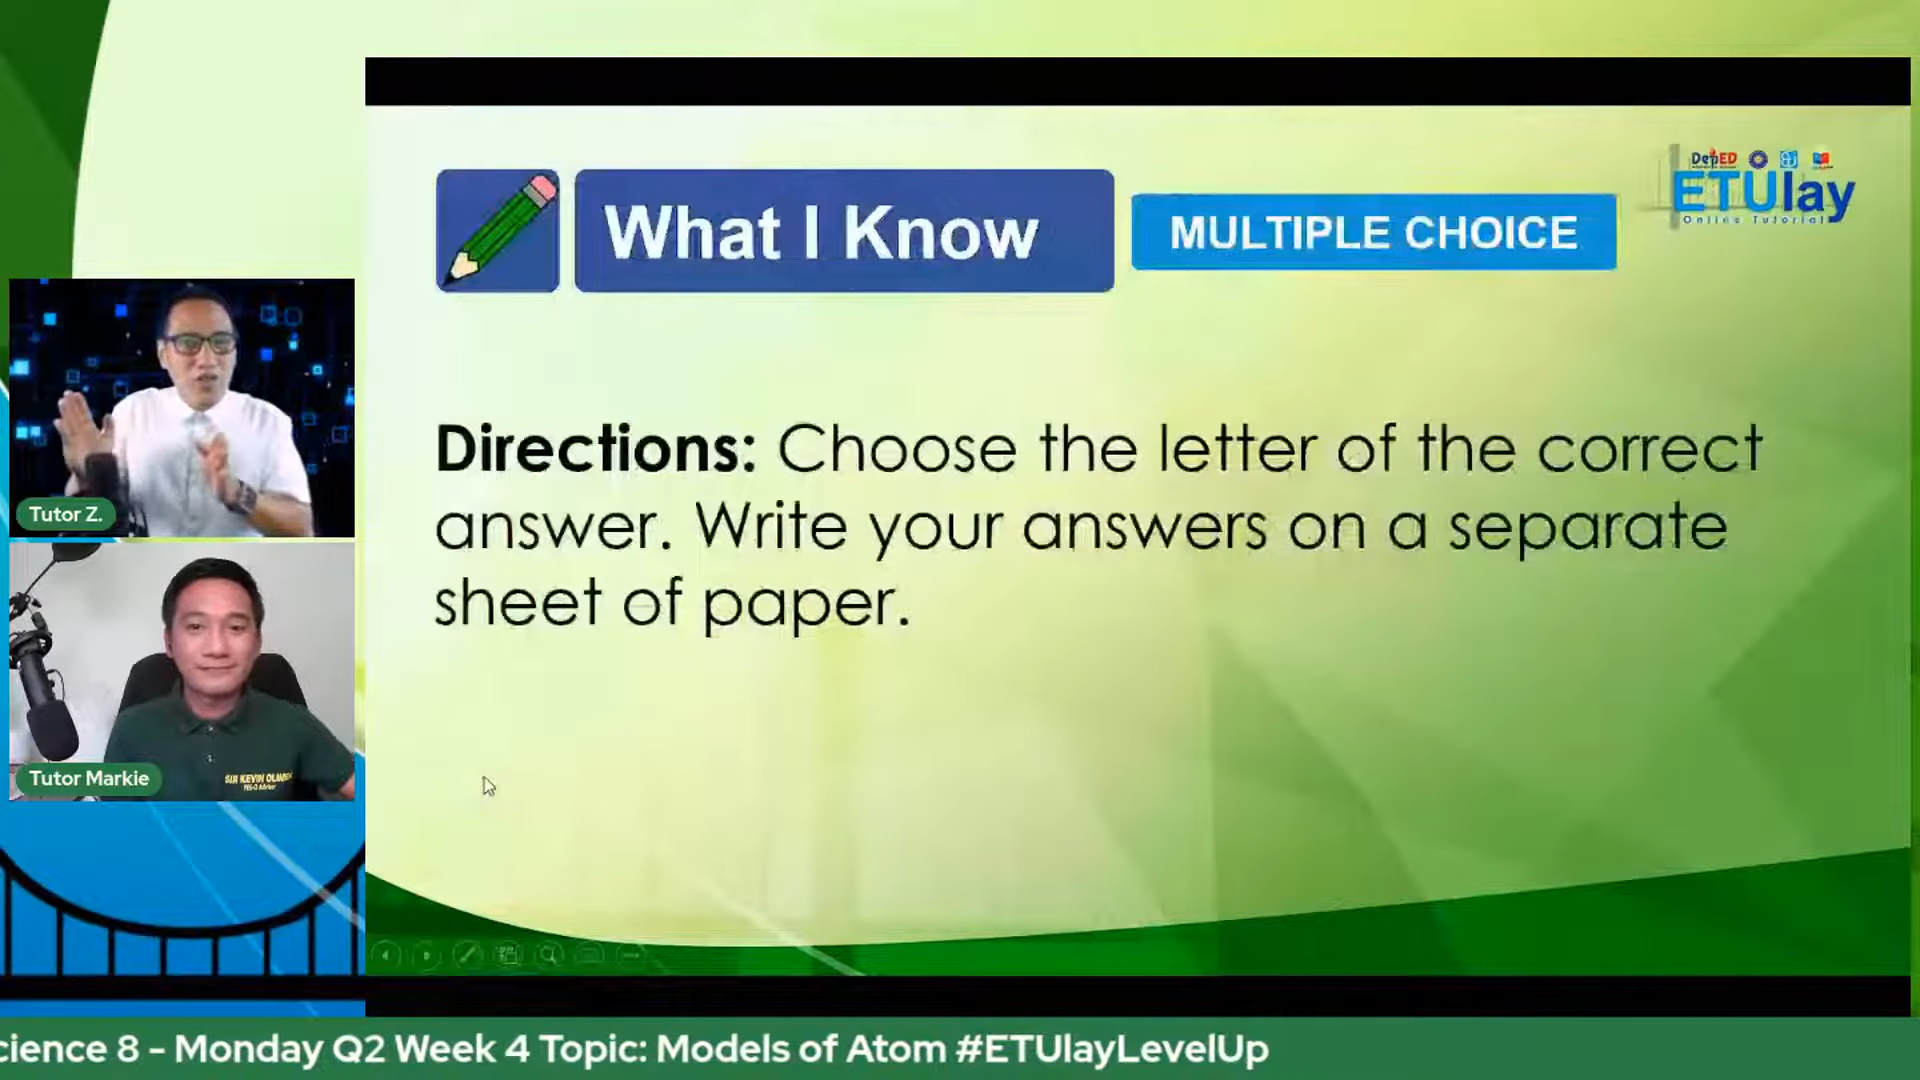 What I Know
MULTIPLE CHOICE
DepED
ETUlay
Online Tutorial
Directions: Choose the letter of the correct
answer. Write your answers on a separate
sheet of paper.
Tutor Z.
Tutor Markie
SIR KEVIN
cience 8 - Monday Q2 Week 4 Topic: Models of Atom #ETUlayLevelUp